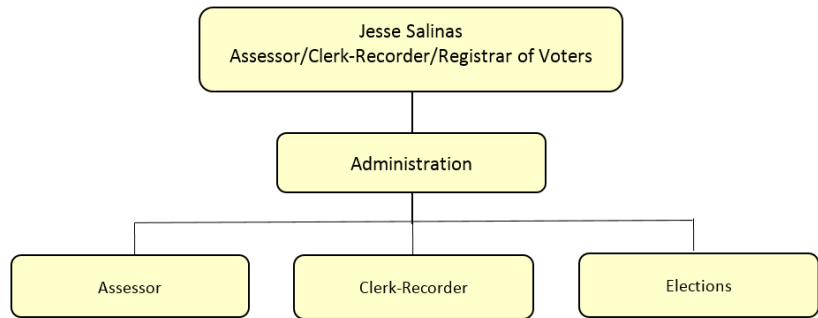 Jesse Salinas
Assessor/Clerk-Recorder/Registrar of Voters
Administration
Assessor
Clerk-Recorder
Elections